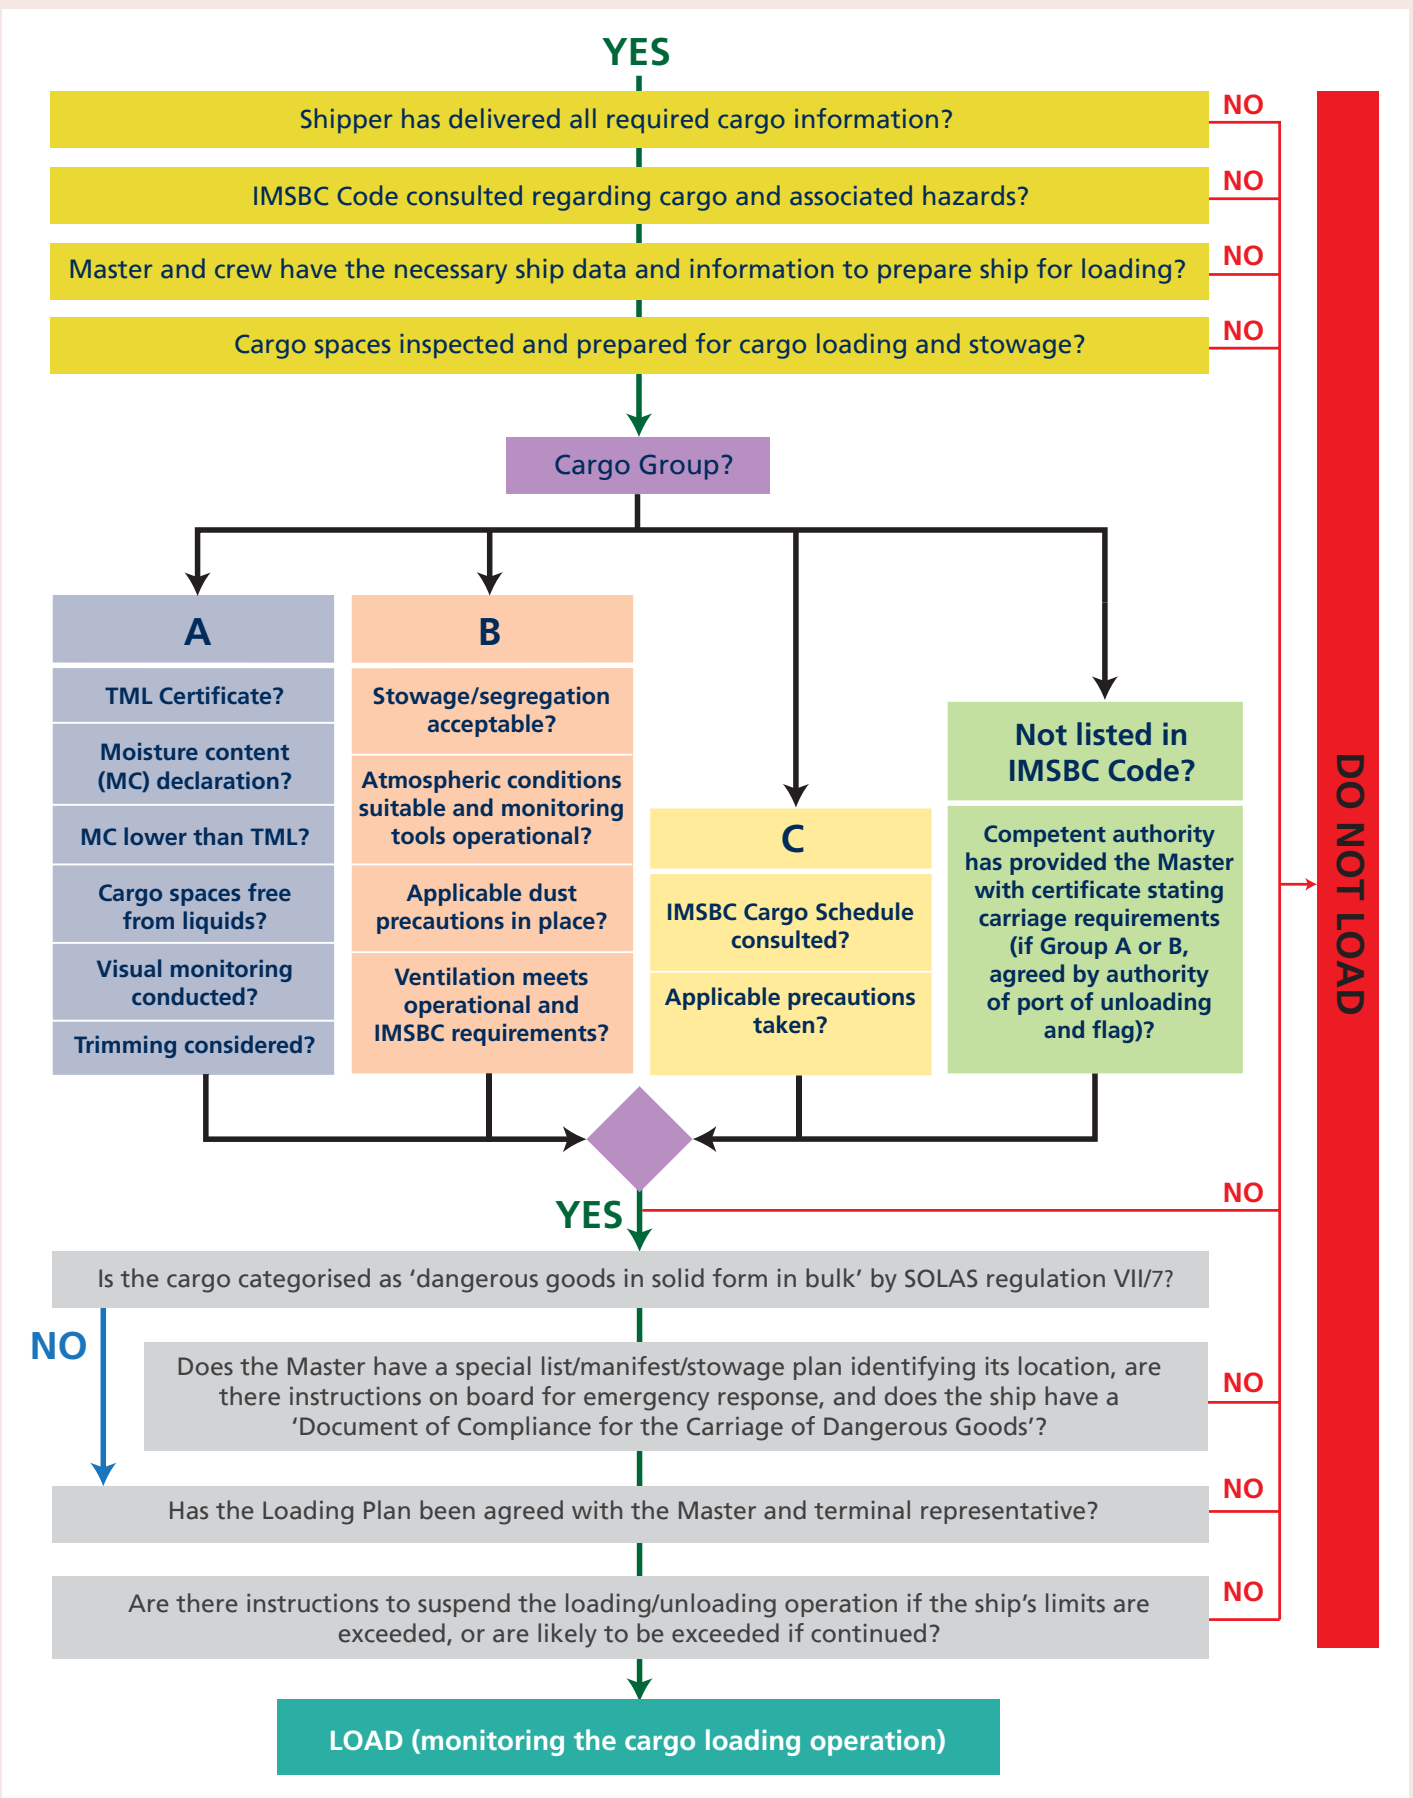 YES
Shipper has delivered all required cargo information?
NO
IMSBC Code consulted regarding cargo and associated hazards?
NO
Master and crew have the necessary ship data and information to prepare ship for loading?
NO
Cargo spaces inspected and prepared for cargo loading and stowage?
NO
Cargo Group?
A
TML Certificate?
Moisture content
(MC) declaration?
MC lower than TML?
Cargo spaces free
from liquids?
Visual monitoring
conducted?
Trimming considered?
B
Stowage/segregation
acceptable?
Atmospheric conditions
suitable and monitoring
tools operational?
Applicable dust
precautions in place?
Ventilation meets
operational and
IMSBC requirements?
C
IMSBC Cargo Schedule
consulted?
Applicable precautions
taken?
Not listed in
IMSBC Code?
Competent authority
has provided the Master
with certificate stating
carriage requirements
(if Group A or B,
agreed by authority
of port of unloading
and flag)?
DO NOT LOAD
YES
NO
Is the cargo categorised as ‘dangerous goods in solid form in bulk’ by SOLAS regulation VII/7?
NO
Does the Master have a special list/manifest/stowage plan identifying its location, are
there instructions on board for emergency response, and does the ship have a
‘Document of Compliance for the Carriage of Dangerous Goods’?
NO
Has the Loading Plan been agreed with the Master and terminal representative?
NO
Are there instructions to suspend the loading/unloading operation if the ship’s limits are
exceeded, or are likely to be exceeded if continued?
NO
LOAD (monitoring the cargo loading operation)